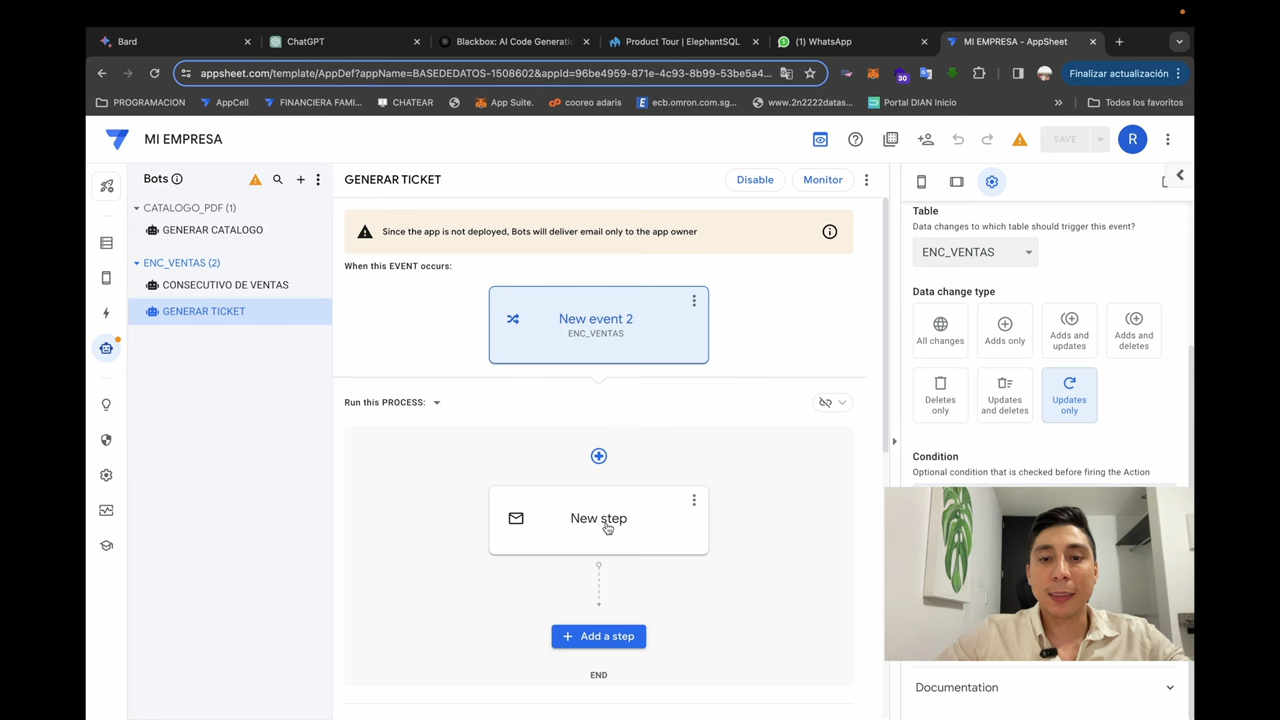 Bard
ChatGPT
Blackbox: AI Code Generati
Product Tour | ElephantSQL
(1) WhatsApp
MI EMPRESA - AppSheet
appsheet.com/template/AppDef?appName=BASEDEDATOS-1508602&appId=96be4959-871e-4c93-8b99-53be5a4...
30
Finalizar actualización
PROGRAMACION
AppCell
FINANCIERA FAMI...
CHATEAR
App Suite.
cooreo adaris
ecb.omron.com.sg...
www.2n2222datas...
Portal DIAN Inicio
Todos los favoritos
MI EMPRESA
SAVE
R
Bots
GENERAR TICKET
Disable
Monitor
CATALOGO_PDF (1)
GENERAR CATALOGO
ENC_VENTAS (2)
CONSECUTIVO DE VENTAS
GENERAR TICKET
Since the app is not deployed, Bots will deliver email only to the app owner
When this EVENT occurs:
New event 2
ENC_VENTAS
Run this PROCESS:
New step
Add a step
END
Table
Data changes to which table should trigger this event?
ENC_VENTAS
Data change type
All changes
Adds only
Adds and updates
Adds and deletes
Deletes only
Updates and deletes
Updates only
Condition
Optional condition that is checked before firing the Action
Documentation